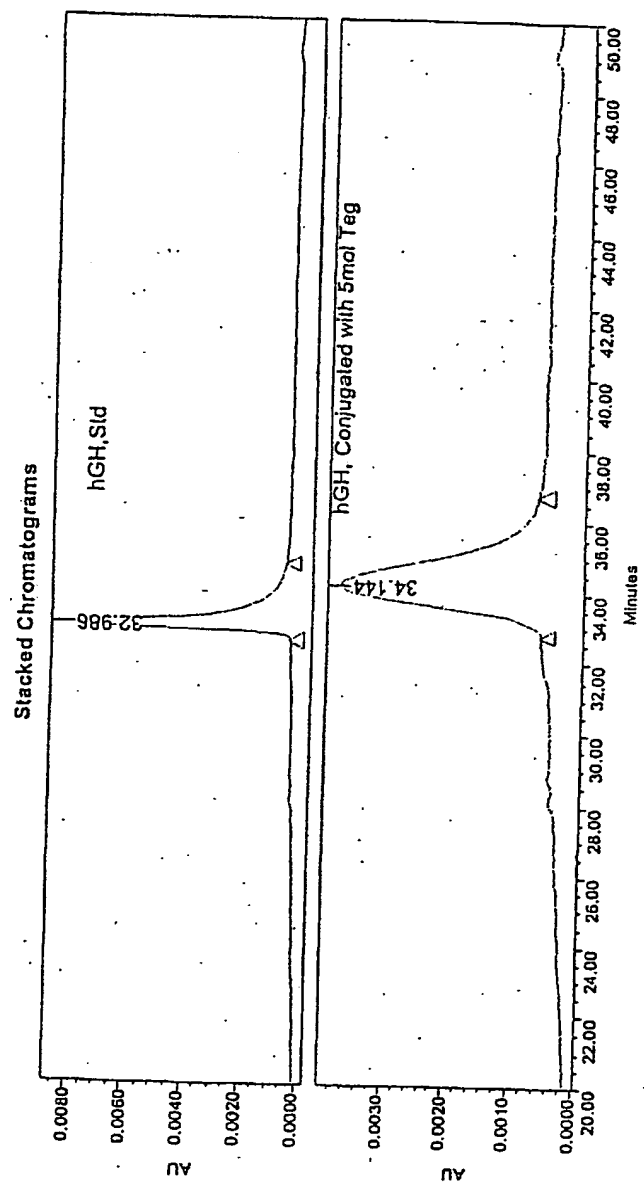 Stacked Chromatograms
hGH,Std
32.986
0.0080
0.0060
0.0040
0.0020
0.0000
AU
hGH, Conjugated with 5mol Teg
34.144
0.0030
0.0010
0.0000
AU
20.00 22.00 24.00 26.00 28.00 30.00 32.00 34.00 36.00 38.00 40.00 42.00 44.00 46.00 48.00 50.00
Minutes